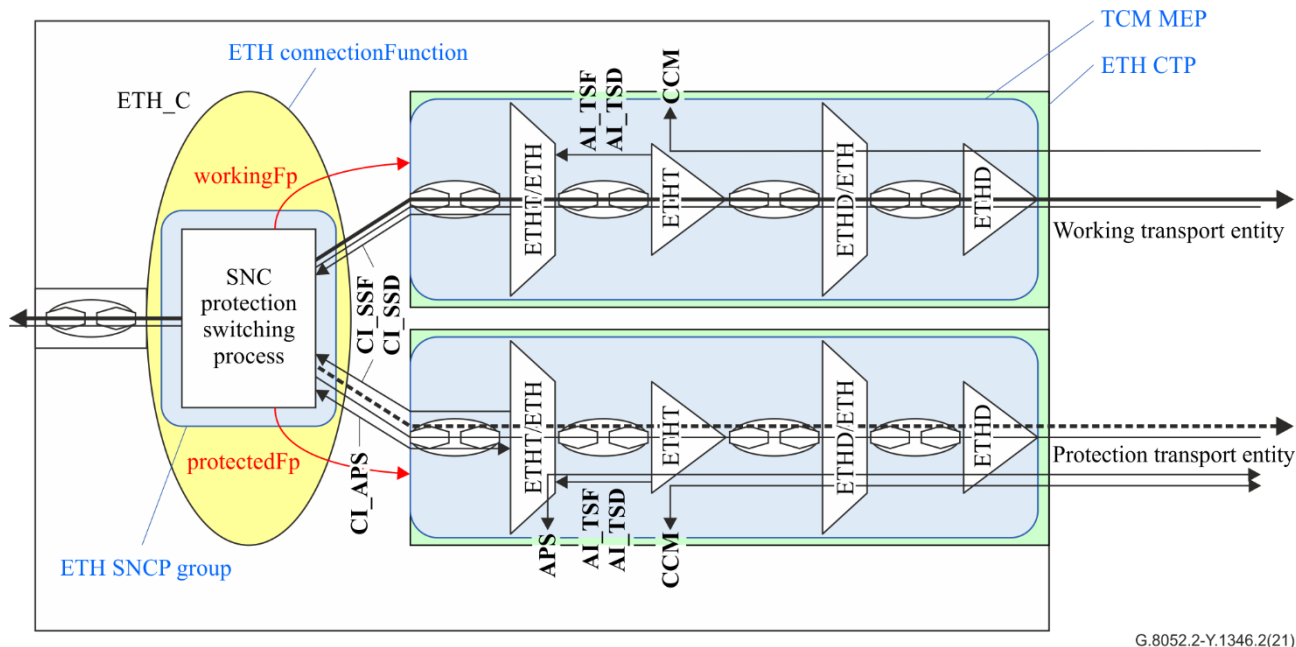 TCM MEP
ETH connectionFunction
ETH CTP
ETH_C
AI_TSF
AI_TSD
CCM
workingFp
ETHT/ETH
ETHT
ETHD/ETH
ETHD
Working transport entity
SNC
protection
switching
process
CI_SSF
CI_SSD
ETHT/ETH
ETHT
ETHD/ETH
ETHD
protectedFp
Protection transport entity
CI_APS
APS
AI_TSF
AI_TSD
CCM
ETH SNCP group
G.8052.2-Y.1346.2(21)